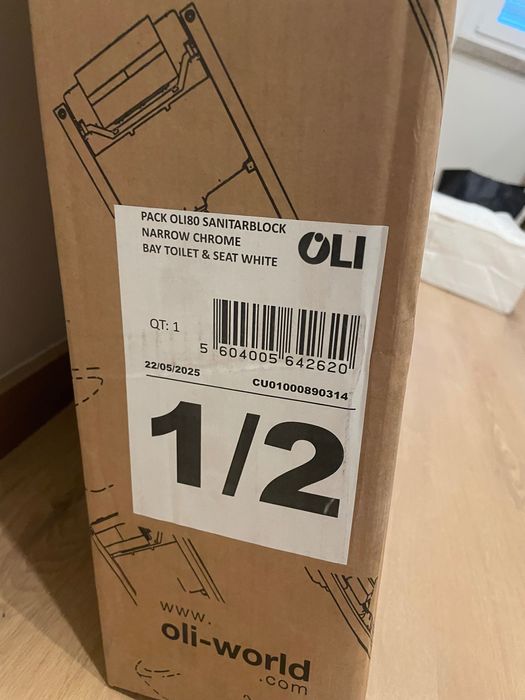 PACK OLI80 SANITARBLOCK
NARROW CHROME
BAY TOILET & SEAT WHITE
OLI
QT: 1
5 604005 642620
22/05/2025
CU01000890314
1/2
www.
oli-world
.com